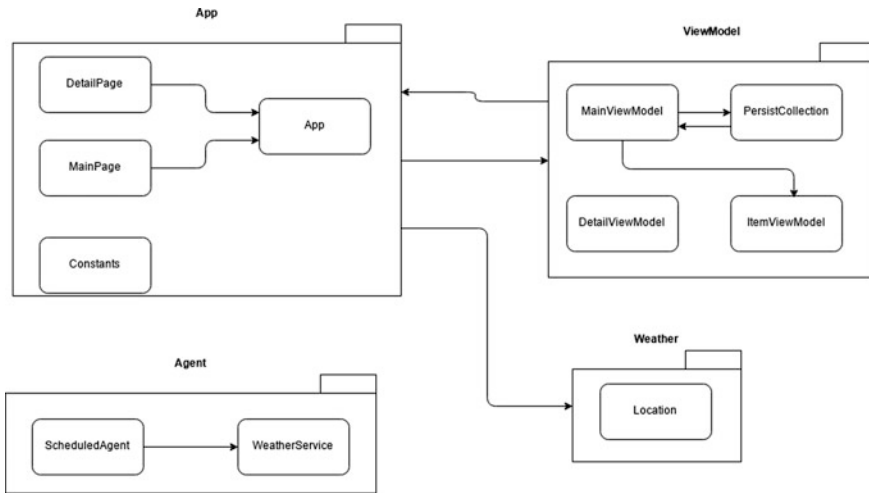 App
ViewModel
DetailPage
App
MainPage
Constants
MainViewModel
PersistCollection
DetailViewModel
ItemViewModel
Agent
Weather
ScheduledAgent
WeatherService
Location